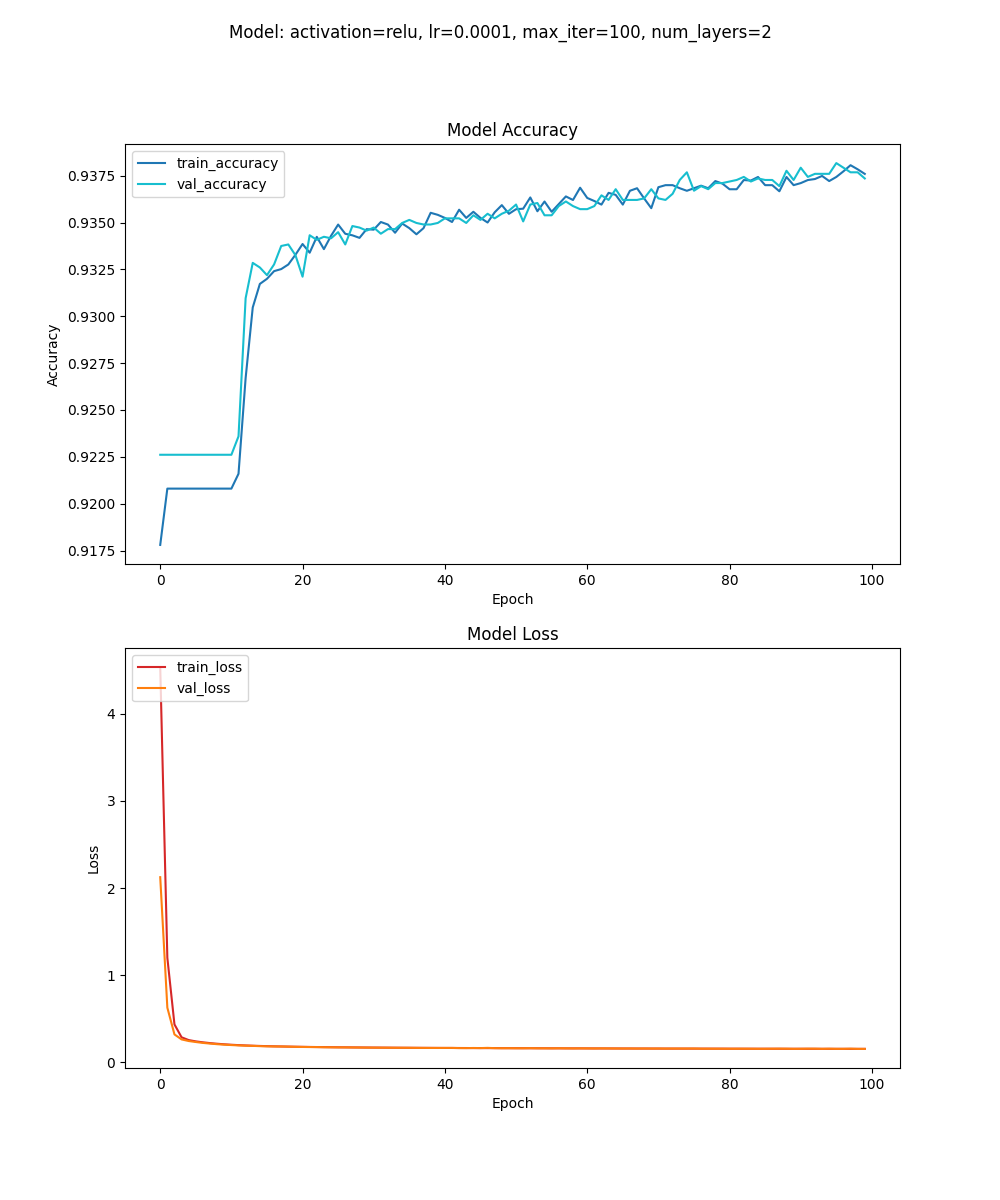 Model: activation=relu, lr=0.0001, max_iter=100, num_layers=2
Model Accuracy
train_accuracy
val_accuracy
0.9375
0.9350
0.9325
0.9300
0.9275
0.9250
0.9225
0.9200
0.9175
Accuracy
0 20 40 60 80 100
Epoch
Model Loss
train_loss
val_loss
4
3
2
1
0
Loss
0 20 40 60 80 100
Epoch